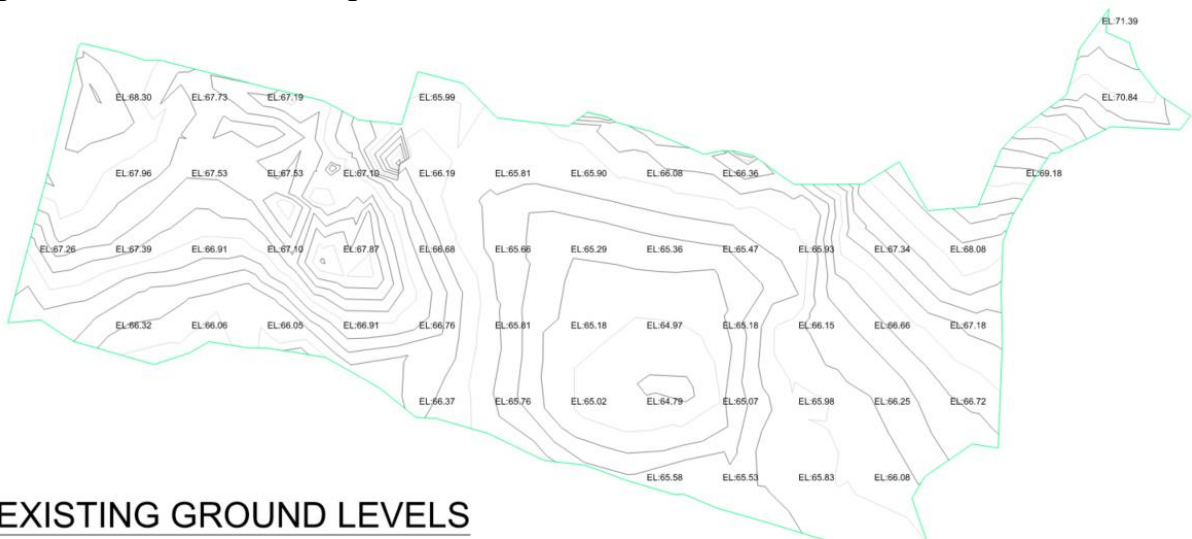 EL:71.39
EL:68.30 EL:67.73 EL:67.19 EL:65.99 EL:70.84
EL:67.96 EL:67.53 EL:67.53 EL:67.10 EL:66.19 EL:65.81 EL:65.90 EL:66.08 EL:66.36 EL:69.18
EL:67.26 EL:67.39 EL:66.91 EL:67.10 EL:67.87 EL:66.68 EL:65.66 EL:65.29 EL:65.36 EL:65.47 EL:65.93 EL:67.34 EL:68.08
EL:66.32 EL:66.06 EL:66.05 EL:66.91 EL:66.76 EL:65.81 EL:65.18 EL:64.97 EL:65.18 EL:66.15 EL:66.66 EL:67.18
EL:66.37 EL:65.76 EL:65.02 EL:64.79 EL:65.07 EL:65.98 EL:66.25 EL:66.72
EL:65.58 EL:65.53 EL:65.83 EL:66.08
EXISTING GROUND LEVELS